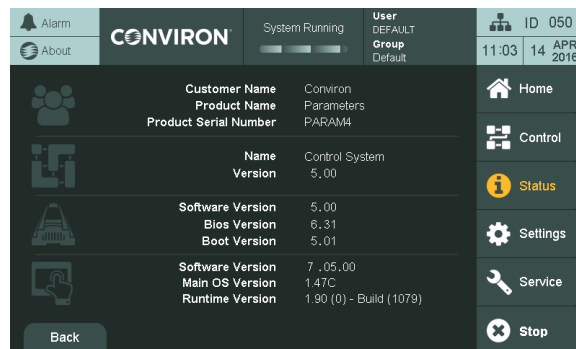 Alarm
About
CONVIRON
System Running
User
DEFAULT
Group
Default
ID 050
11:03 14 APR 2016
Customer Name Conviron
Product Name Parameters
Product Serial Number PARAM4
Name Control System
Version 5.00
Software Version 5.00
Bios Version 6.31
Boot Version 5.01
Software Version 7 .05.00
Main OS Version 1.47C
Runtime Version 1.90 (0) - Build (1079)
Home
Control
Status
Settings
Service
Stop
Back